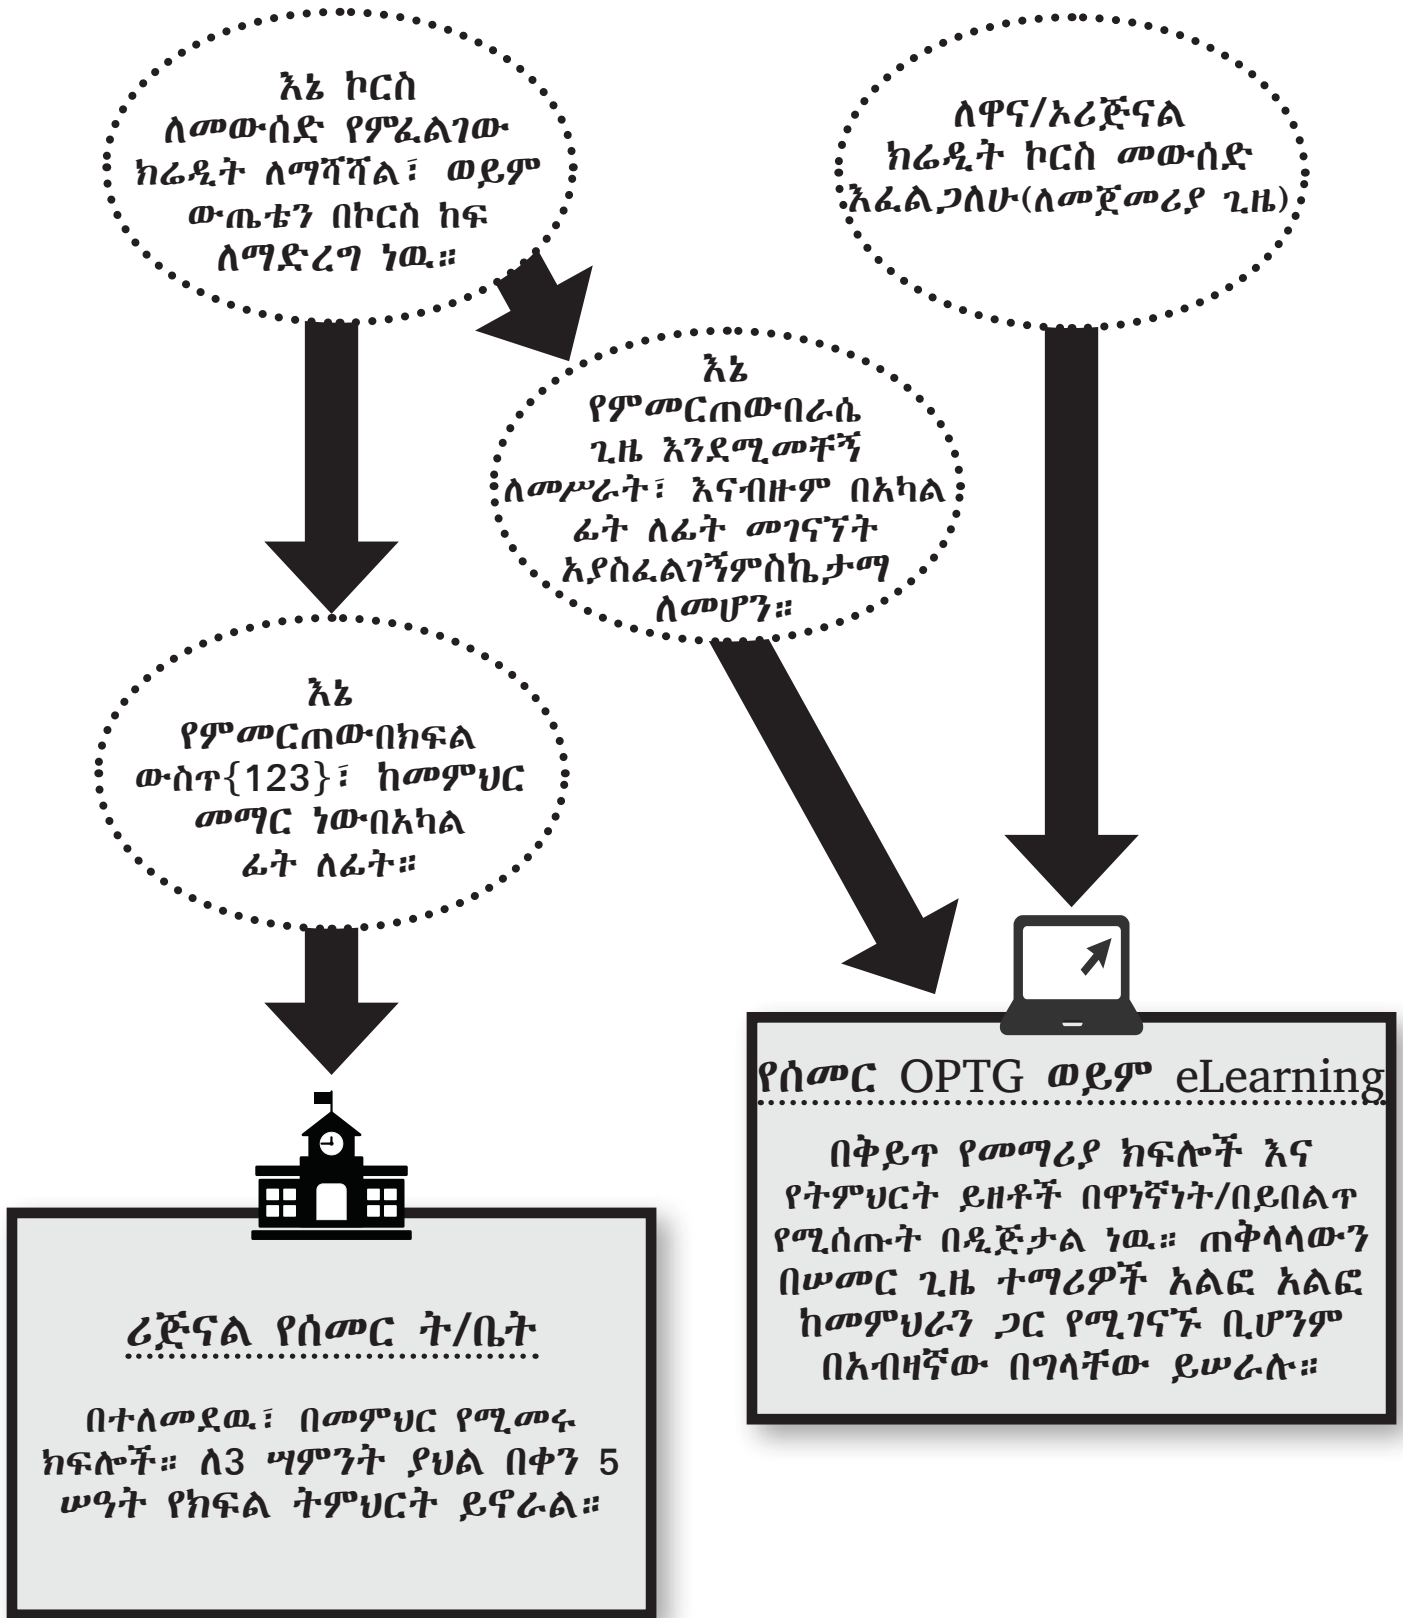 እኔ ኮርስ
ለመውሰድ የምፈልገው
ክሬዲት ለማሻሻል፣ ወይም
ውጤቴን በኮርስ ከፍ
ለማድረግ ነዉ።
ለዋና/ኦሪጅናል
ክሬዲት ኮርስ መውሰድ
እፈልጋለሁ(ለመጀመሪያ ጊዜ)
እኔ
የምመርጠውበራሴ
ጊዜ እንደሚመቸኝ
ለመሥራት፣ እናብዙም በአካል
ፊት ለፊት መገናኘት
አያስፈልገኝምስኬታማ
ለመሆን።
እኔ
የምመርጠውበክፍል
ውስጥ{123}፣ ከመምህር
መማር ነውበአካል
ፊት ለፊት።
የሰመር OPTG ወይም eLearning
በቅይጥ የመማሪያ ክፍሎች እና
የትምህርት ይዘቶች በዋነኛነት/በይበልጥ
የሚሰጡት በዲጅታል ነዉ። ጠቅላላውን
በሠመር ጊዜ ተማሪዎች አልፎ አልፎ
ከመምህራን ጋር የሚገናኙ ቢሆንም
በአብዛኛው በግላቸው ይሠራሉ።
ሪጅናል የሰመር ት/ቤት
በተለመደዉ፣ በመምህር የሚመሩ
ክፍሎች። ለ3 ሣምንት ያህል በቀን 5
ሠዓት የክፍል ትምህርት ይኖራል።